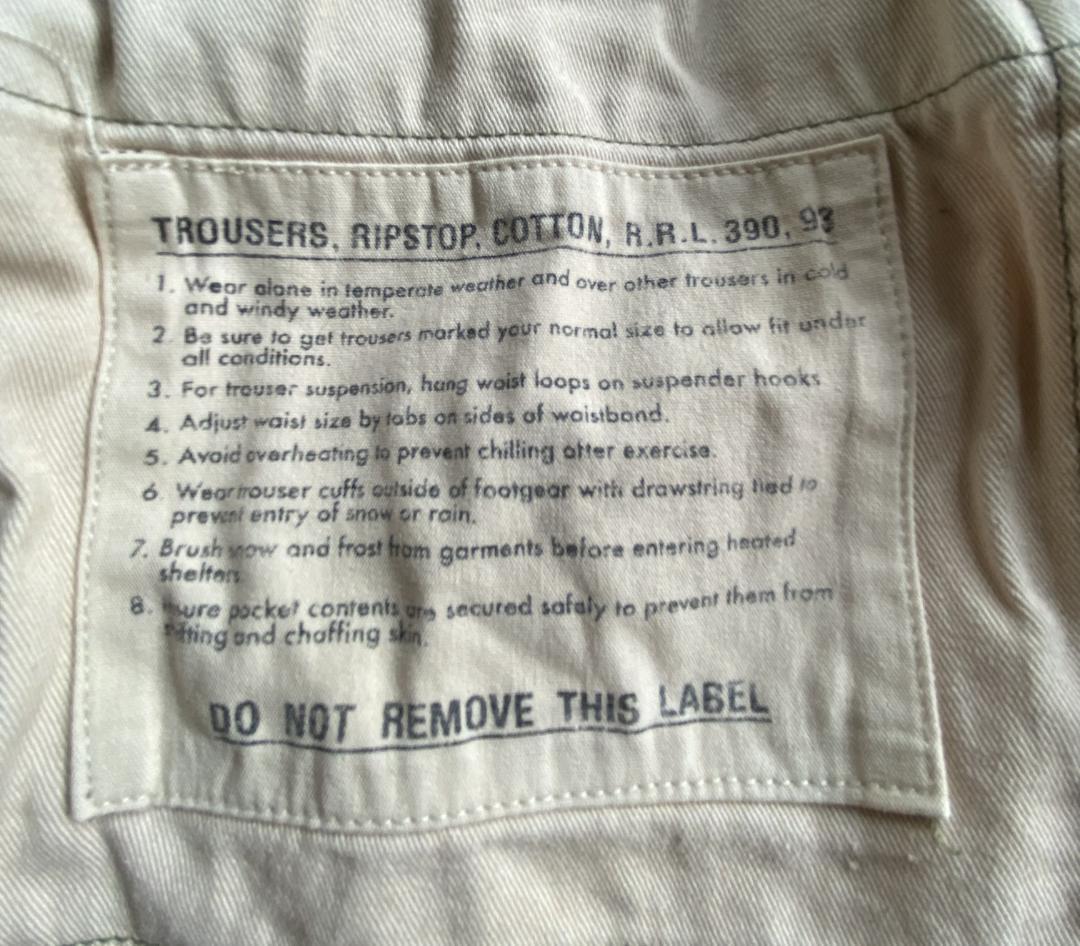 TROUSERS, RIPSTOP, COTTON, R.R.L. 390, 93
1. Wear alone in temperate weather and over other trousers in cold
and windy weather.
2. Be sure to get trousers marked your normal size to allow fit under
all conditions.
3. For trouser suspension, hang waist loops on suspender hooks
4. Adjust waist size by tabs on sides of waistband.
5. Avoid overheating to prevent chilling atter exercise.
6. Wear trouser cuffs outside of footgear with drawstring tied to
prevent entry of snow or rain.
7. Brush snow and frost from garments before entering heated
shelters
8. pocket contents are secured safely to prevent them from
and chaffing skin.
DO NOT REMOVE THIS LABEL